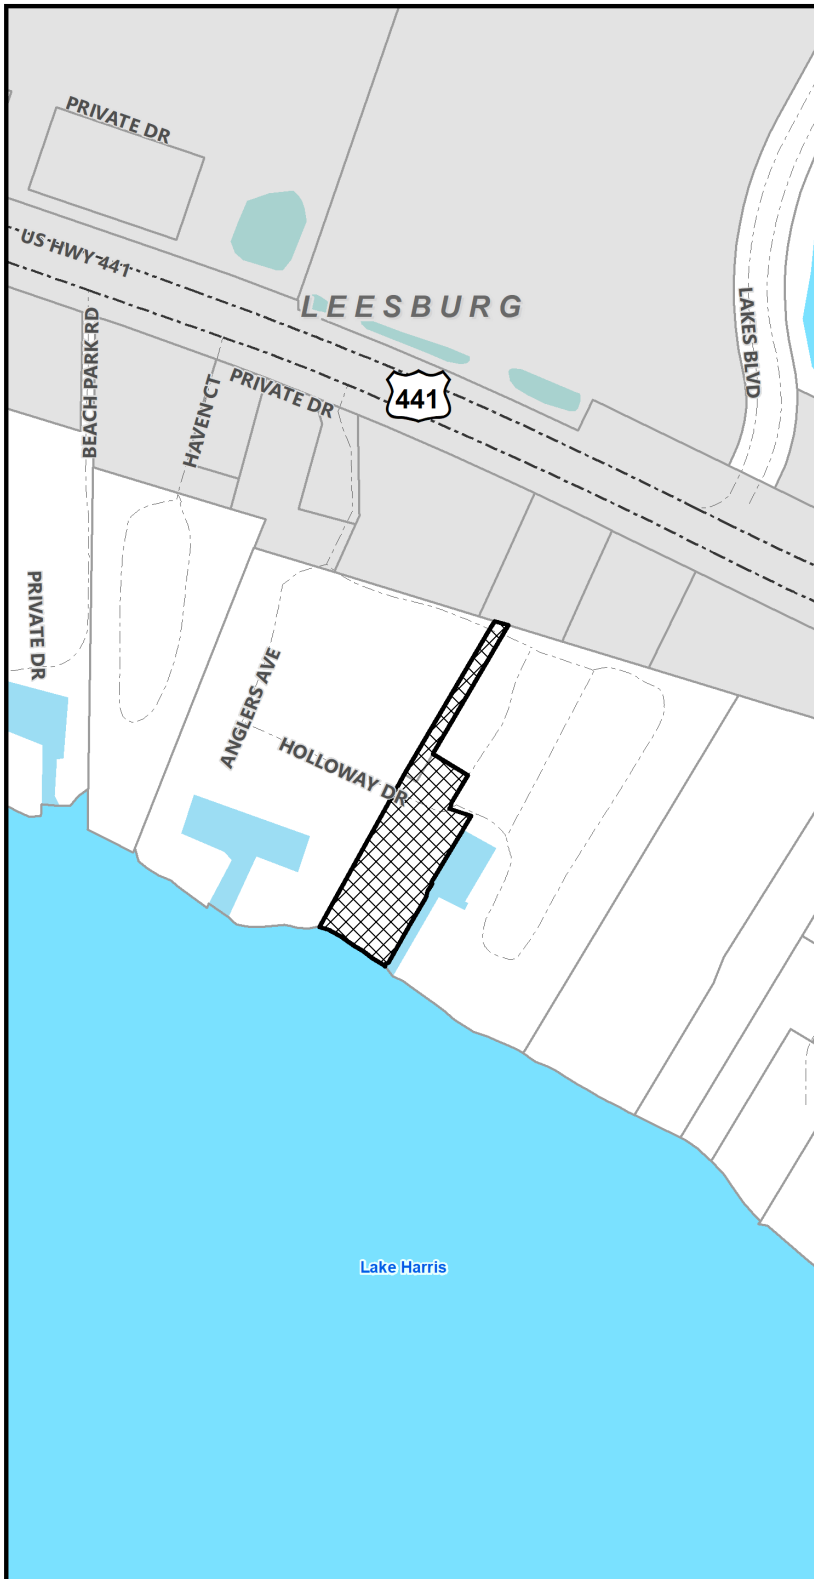 PRIVATE DR
US HWY 441
LEESBURG
LAKES BLVD
BEACH PARK RD
HAVEN CT
PRIVATE DR
441
PRIVATE DR
ANGLERS AVE
HOLLOWAY DR
Lake Harris